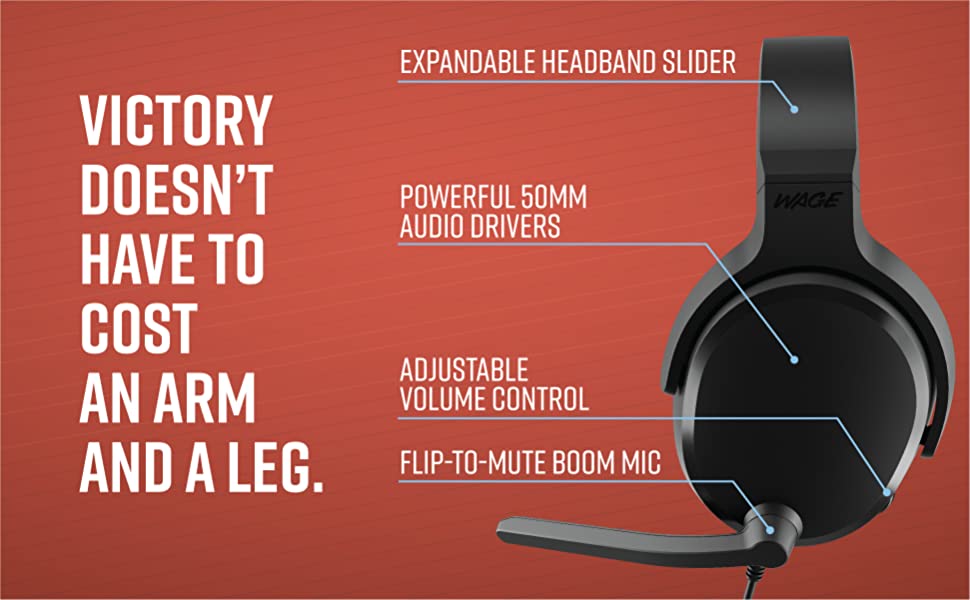 VICTORY
DOESN'T
HAVE TO
COST
AN ARM
AND A LEG.
EXPANDABLE HEADBAND SLIDER
POWERFUL 50MM
AUDIO DRIVERS
ADJUSTABLE
VOLUME CONTROL
FLIP-TO-MUTE BOOM MIC
WAGE